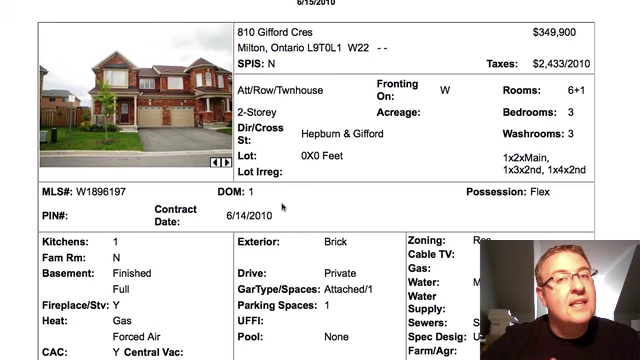 6/15/2010
810 Gifford Cres $349,900
Milton, Ontario L9T0L1 W22 - -
SPIS: N Taxes: $2,433/2010
Att/Row/Twnhouse Fronting On: W Rooms: 6+1
2-Storey Acreage: Bedrooms: 3
Dir/Cross St: Hepburn & Gifford Washrooms: 3
Lot: 0X0 Feet 1x2xMain,
Lot Irreg: 1x3x2nd, 1x4x2nd
MLS#: W1896197 DOM: 1 Possession: Flex
PIN#: Contract Date: 6/14/2010
Kitchens: 1 Exterior: Brick Zoning:
Fam Rm: N Cable TV:
Basement: Finished Drive: Private Gas:
Full GarType/Spaces: Attached/1 Water:
Fireplace/Stv: Y Parking Spaces: 1 Water Supply:
Heat: Gas UFFI: Sewers:
Forced Air Pool: None Spec Desig:
CAC: Y Central Vac: Farm/Agr: